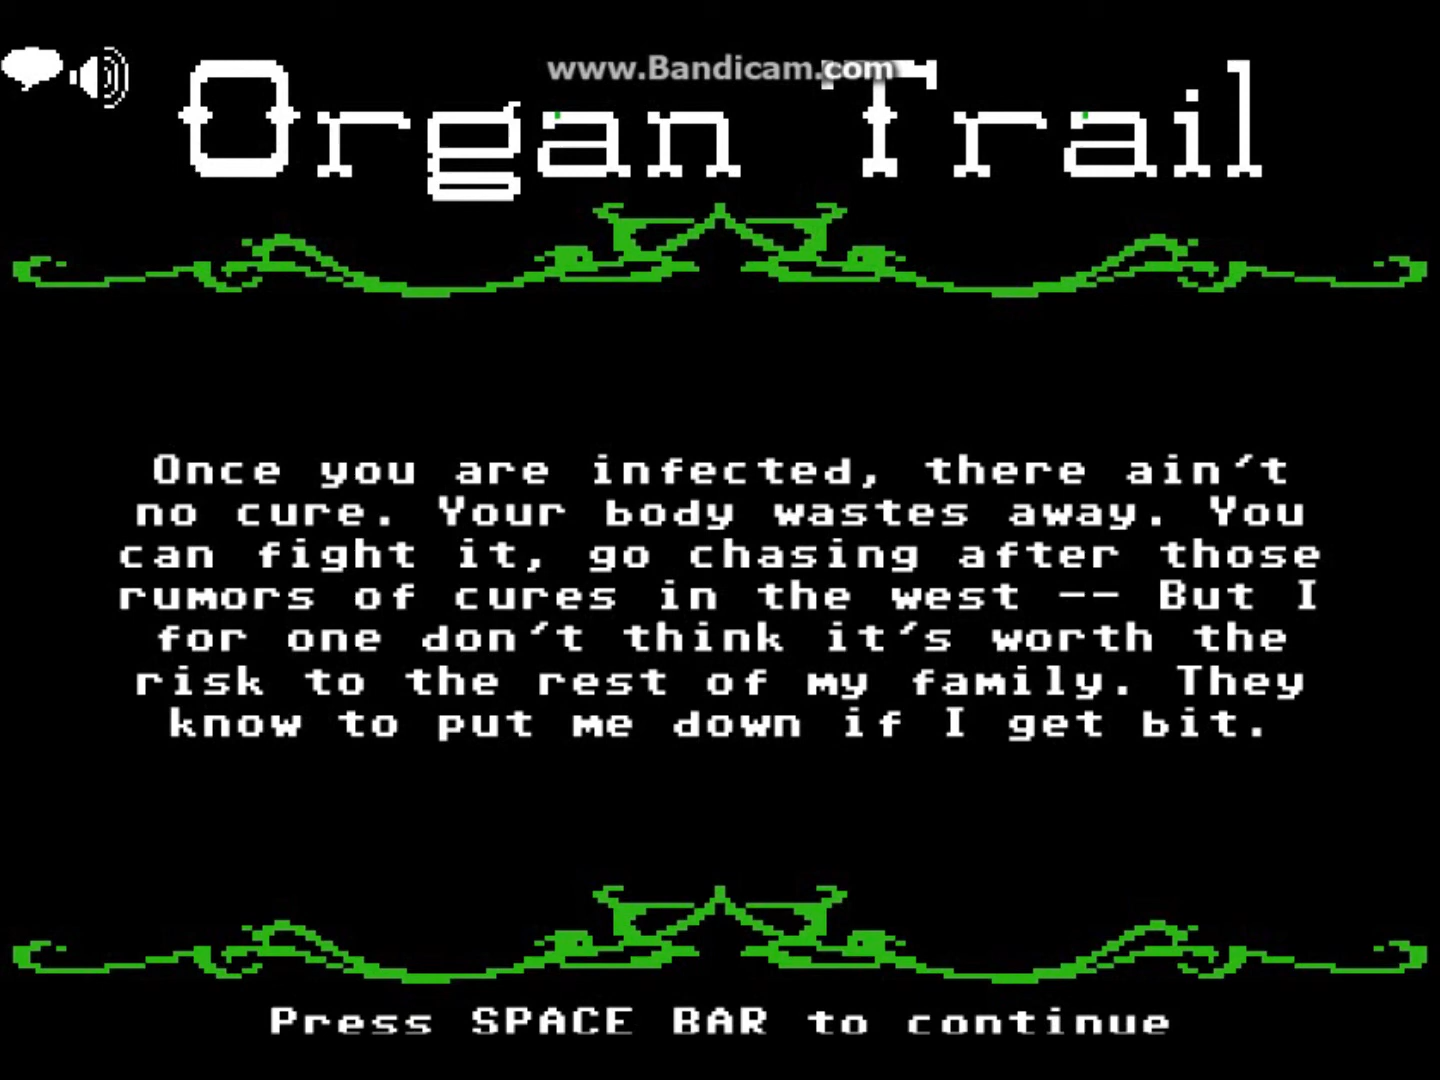 www.Bandicam.com
Organ Trail
Once you are infected, there ain't
no cure. Your body wastes away. You
can fight it, go chasing after those
rumors of cures in the west -- But I
for one don't think it's worth the
risk to the rest of my family. They
know to put me down if I get bit.
Press SPACE BAR to continue